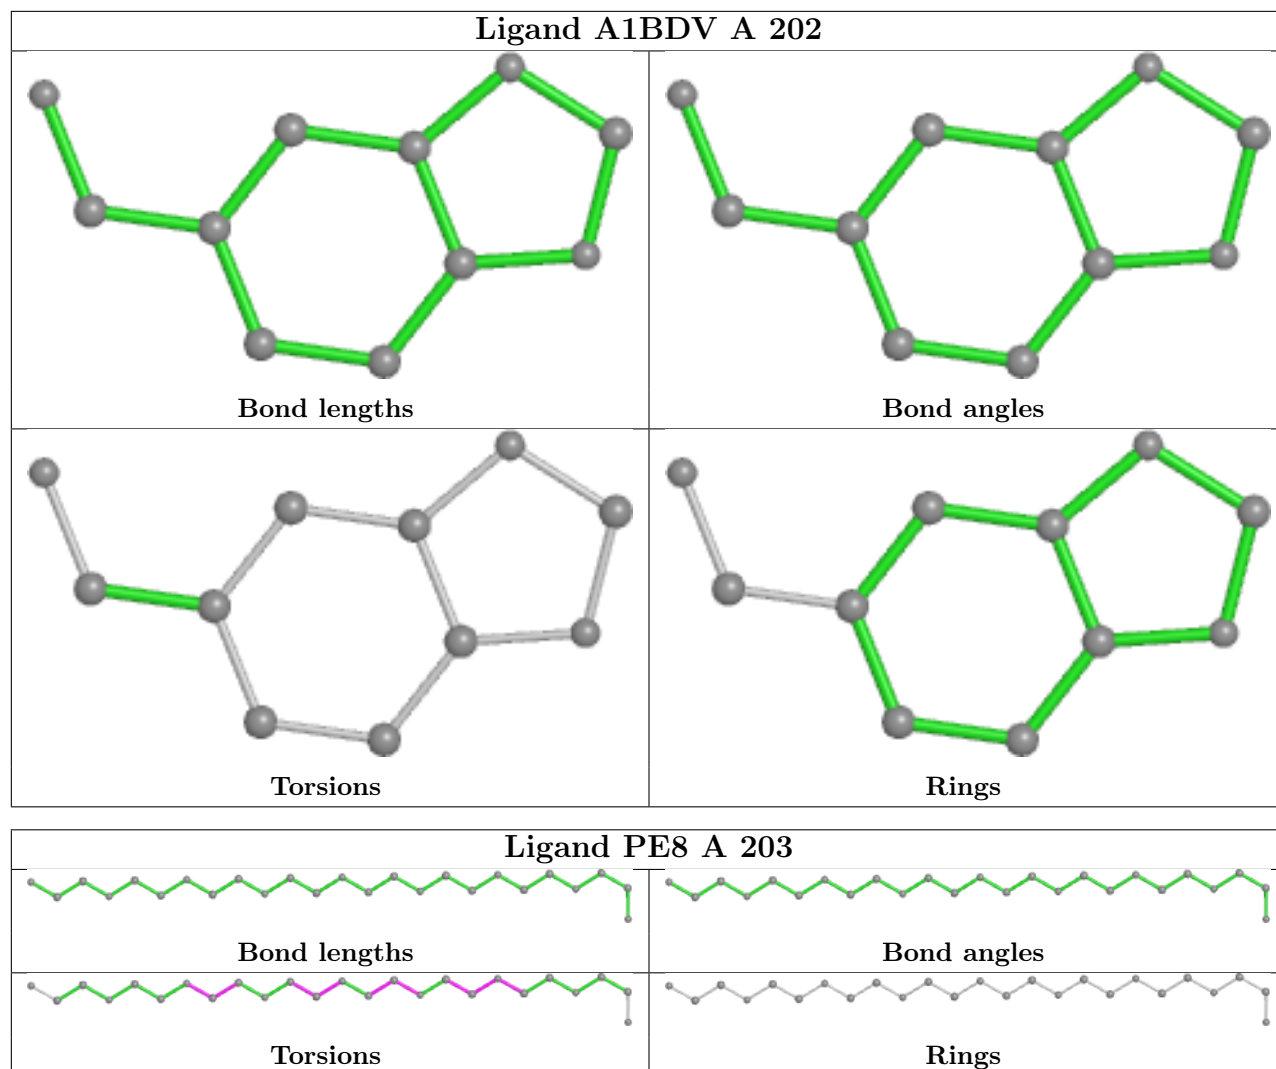 Ligand A1BDV A 202
Bond lengths
Bond angles
Torsions
Rings
Ligand PE8 A 203
Bond lengths
Bond angles
Torsions
Rings